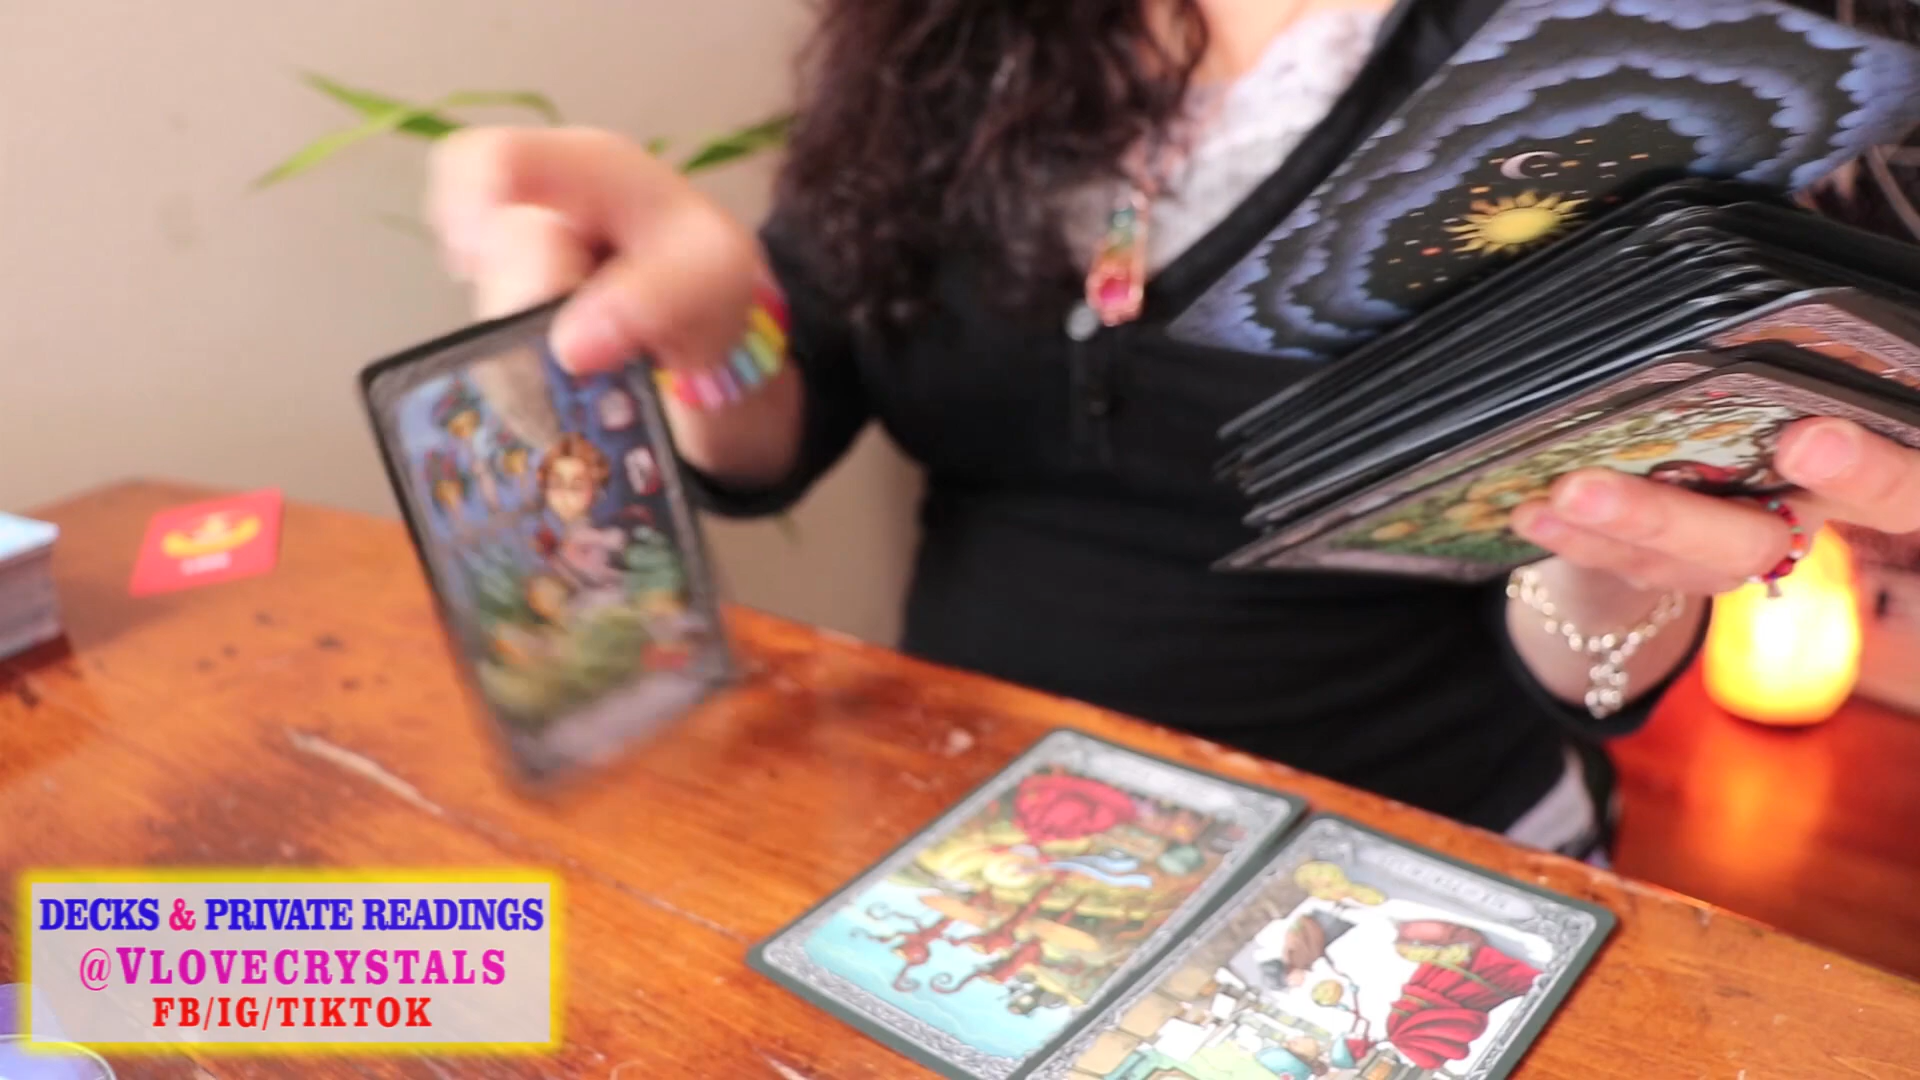 DECKS & PRIVATE READINGS
@VLOVECRYSTALS
FB/IG/TIKTOK